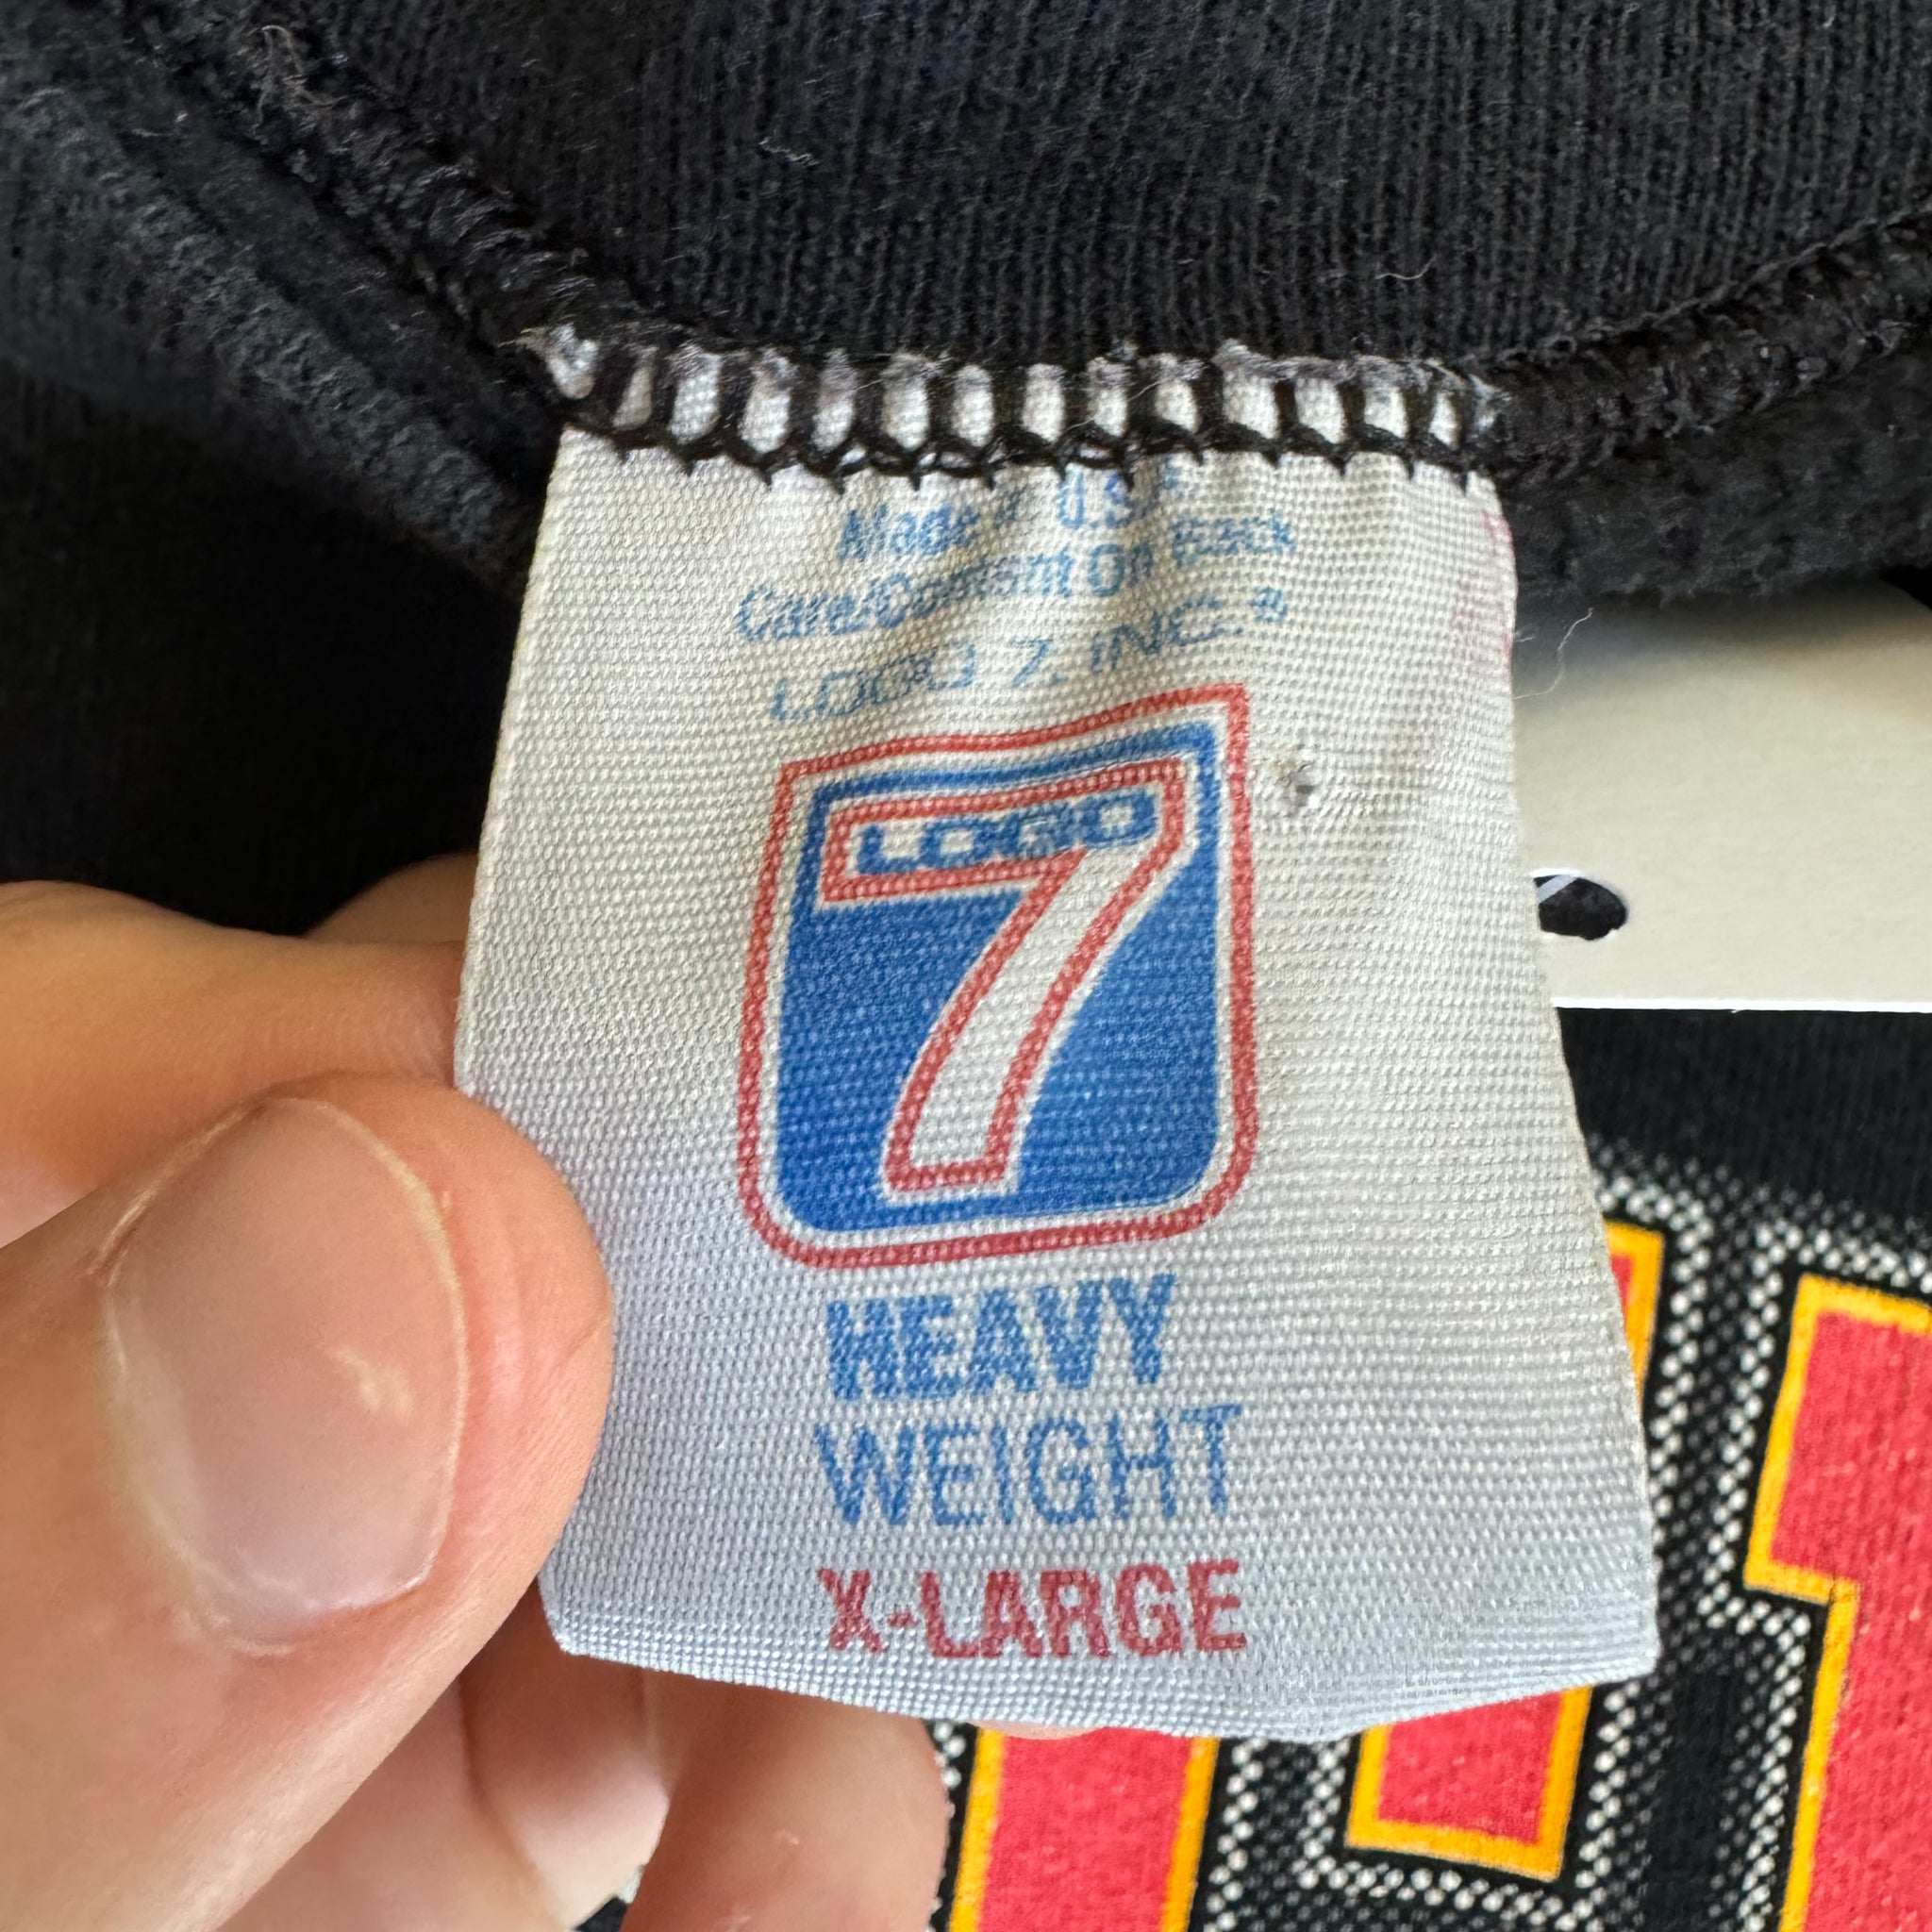 Made in U.S.A.
Care/Content On Back
LOGO 7, INC.®
LOGO
7
HEAVY
WEIGHT
X-LARGE